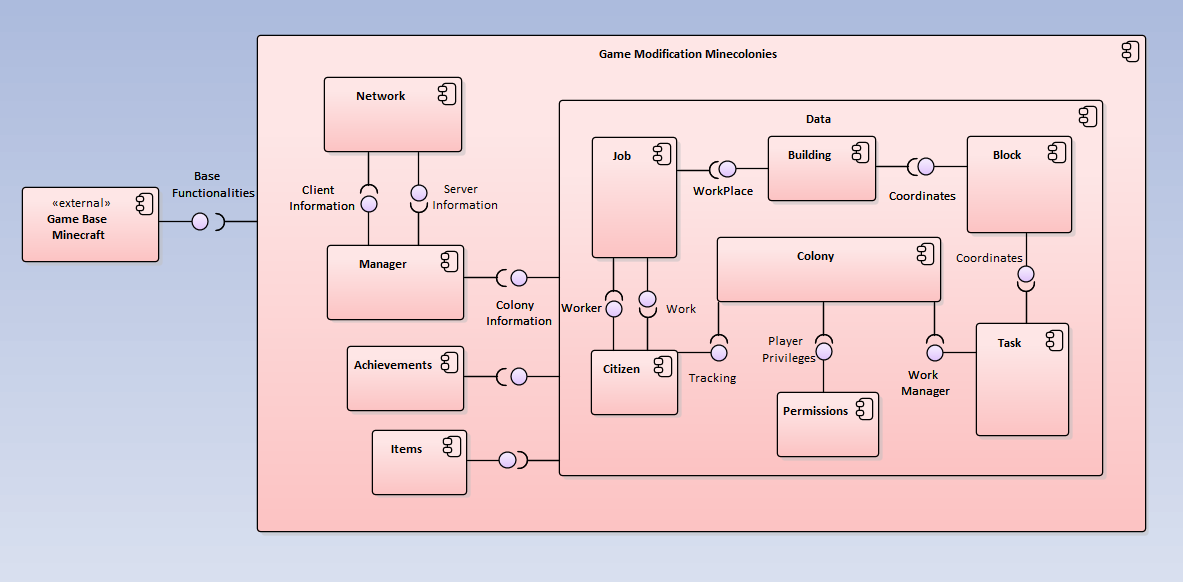 Game Modification Minecolonies
Network
Data
Job
Building
Block
Base
Functionalities
Client
Information
Server
Information
WorkPlace
Coordinates
«external»
Game Base
Minecraft
Manager
Colony
Coordinates
Colony
Information
Worker
Work
Player
Privileges
Task
Achievements
Citizen
Tracking
Work
Manager
Permissions
Items